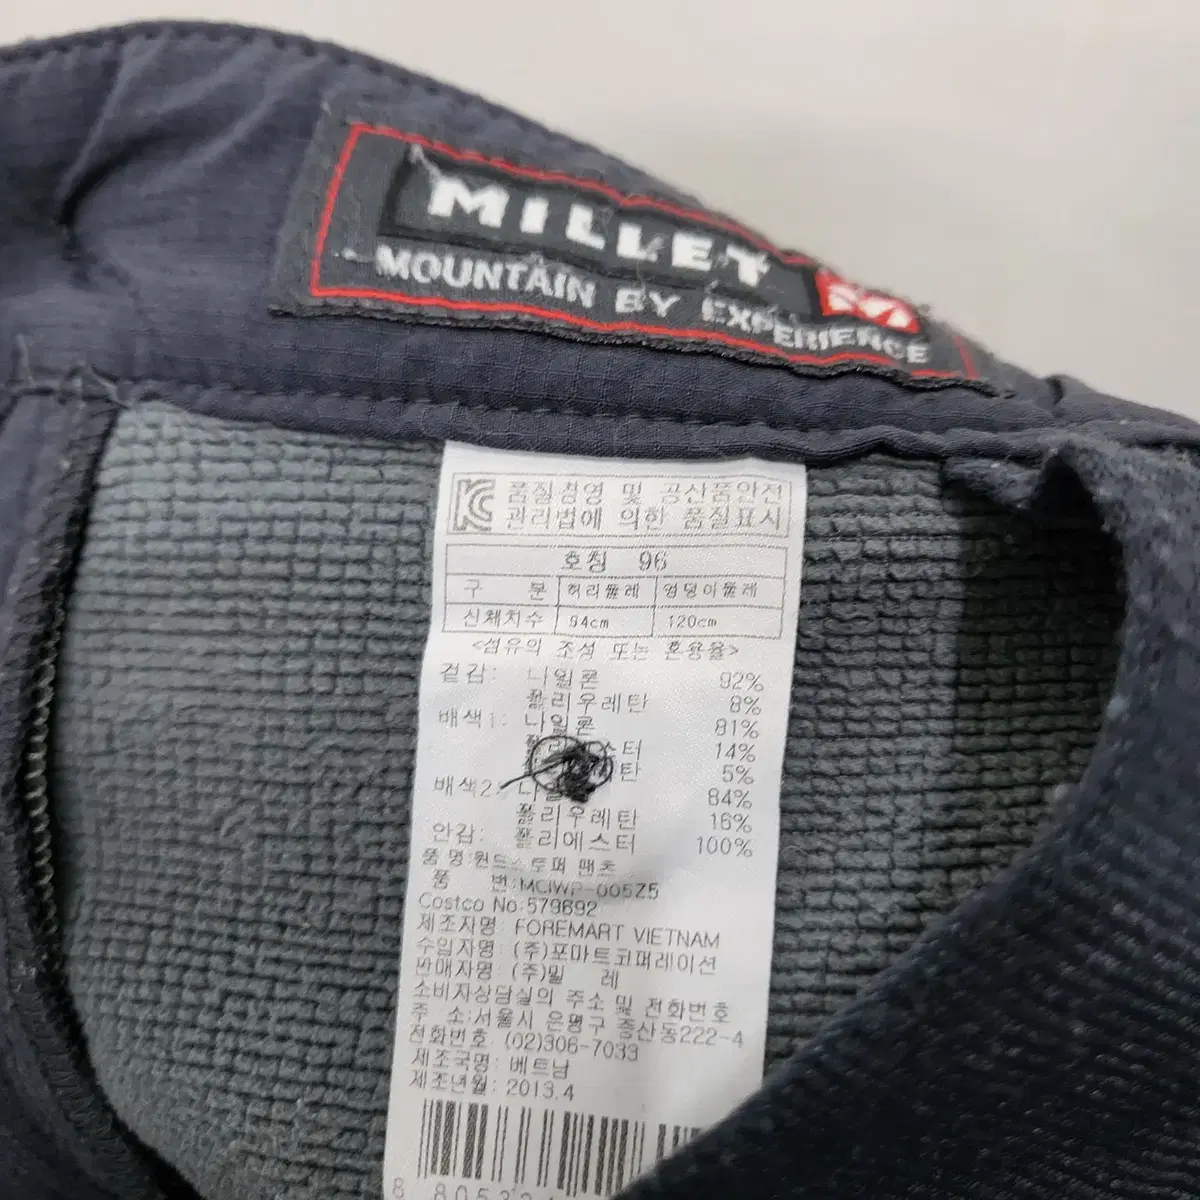 MILLET
MOUNTAIN BY EXPERIENCE
품질경영 및 공산품안전
관리법에 의한 품질표시
호칭 96
구 분 허리둘레 엉덩이둘레
신체치수 94cm 120cm
<섬유의 조성 또는 혼용율>
겉감: 나일론 92%
폴리우레탄 8%
배색1: 나일론 81%
14%
5%
배색2: 84%
폴리우레탄 16%
안감: 폴리에스터 100%
품 명:윈드스토퍼 팬츠
품 번:MCIWP-005Z5
Costco No:579692
제조자명: FOREMART VIETNAM
수입자명: (주)포마트코퍼레이션
판매자명: (주)밀 레
소비자상담실의 주소 및 전화번호
주 소:서울시 은평구 증산동222-4
전화번호: (02)306-7033
제조국명: 베트남
제조년월: 2013.4